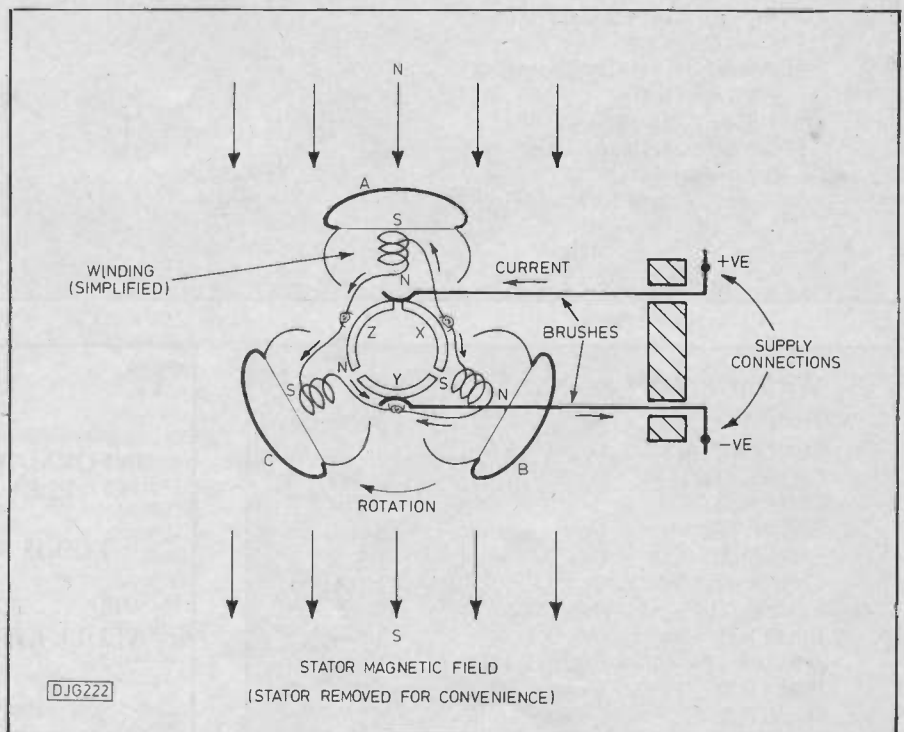 N
A
S
WINDING
(SIMPLIFIED)
N
CURRENT
+VE
Z
X
BRUSHES
SUPPLY
CONNECTIONS
S
N
Y
S
N
-VE
C
B
ROTATION
S
STATOR MAGNETIC FIELD
(STATOR REMOVED FOR CONVENIENCE)
DJG222